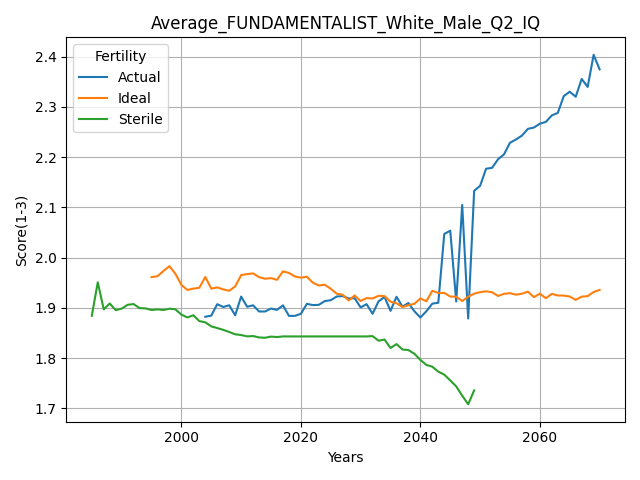 Average_FUNDAMENTALIST_White_Male_Q2_IQ
Fertility
Actual
Ideal
Sterile
Score(1-3)
2.4
2.3
2.2
2.1
2.0
1.9
1.8
1.7
2000
2020
2040
2060
Years